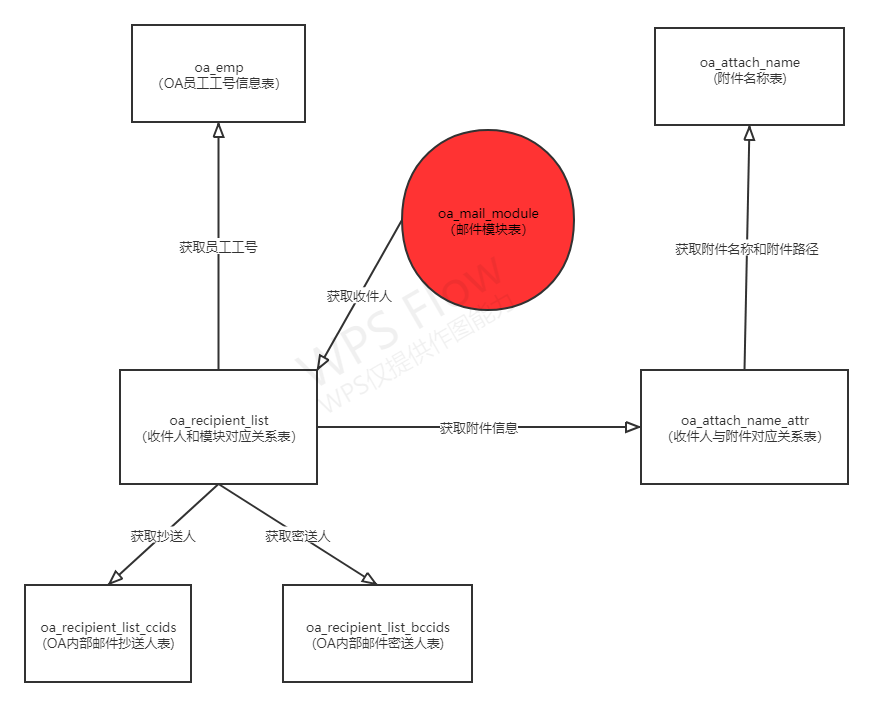 oa_emp
（OA员工工号信息表）
oa_attach_name
(附件名称表)
oa_mail_module
（邮件模块表）
获取员工工号
获取附件名称和附件路径
获取收件人
WPS Flow
WPS仅提供作图能力
oa_recipient_list
（收件人和模块对应关系表）
获取附件信息
oa_attach_name_attr
（收件人与附件对应关系表）
获取抄送人
获取密送人
oa_recipient_list_ccids
(OA内部邮件抄送人表)
oa_recipient_list_bccids
(OA内部邮件密送人表)